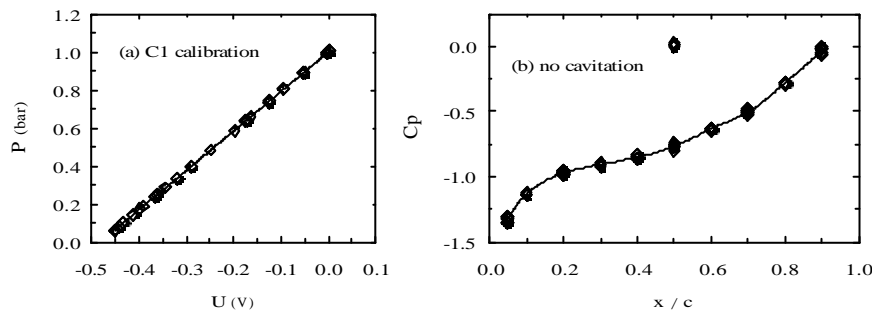 (a) C1 calibration
P (bar)
1.0
0.8
0.6
0.4
0.2
0.0
-0.5 -0.4 -0.3 -0.2 -0.1 0.0 0.1
U (V)
(b) no cavitation
Cp
0.0
-0.5
-1.0
-1.5
0.0 0.2 0.4 0.6 0.8 1.0
x / c